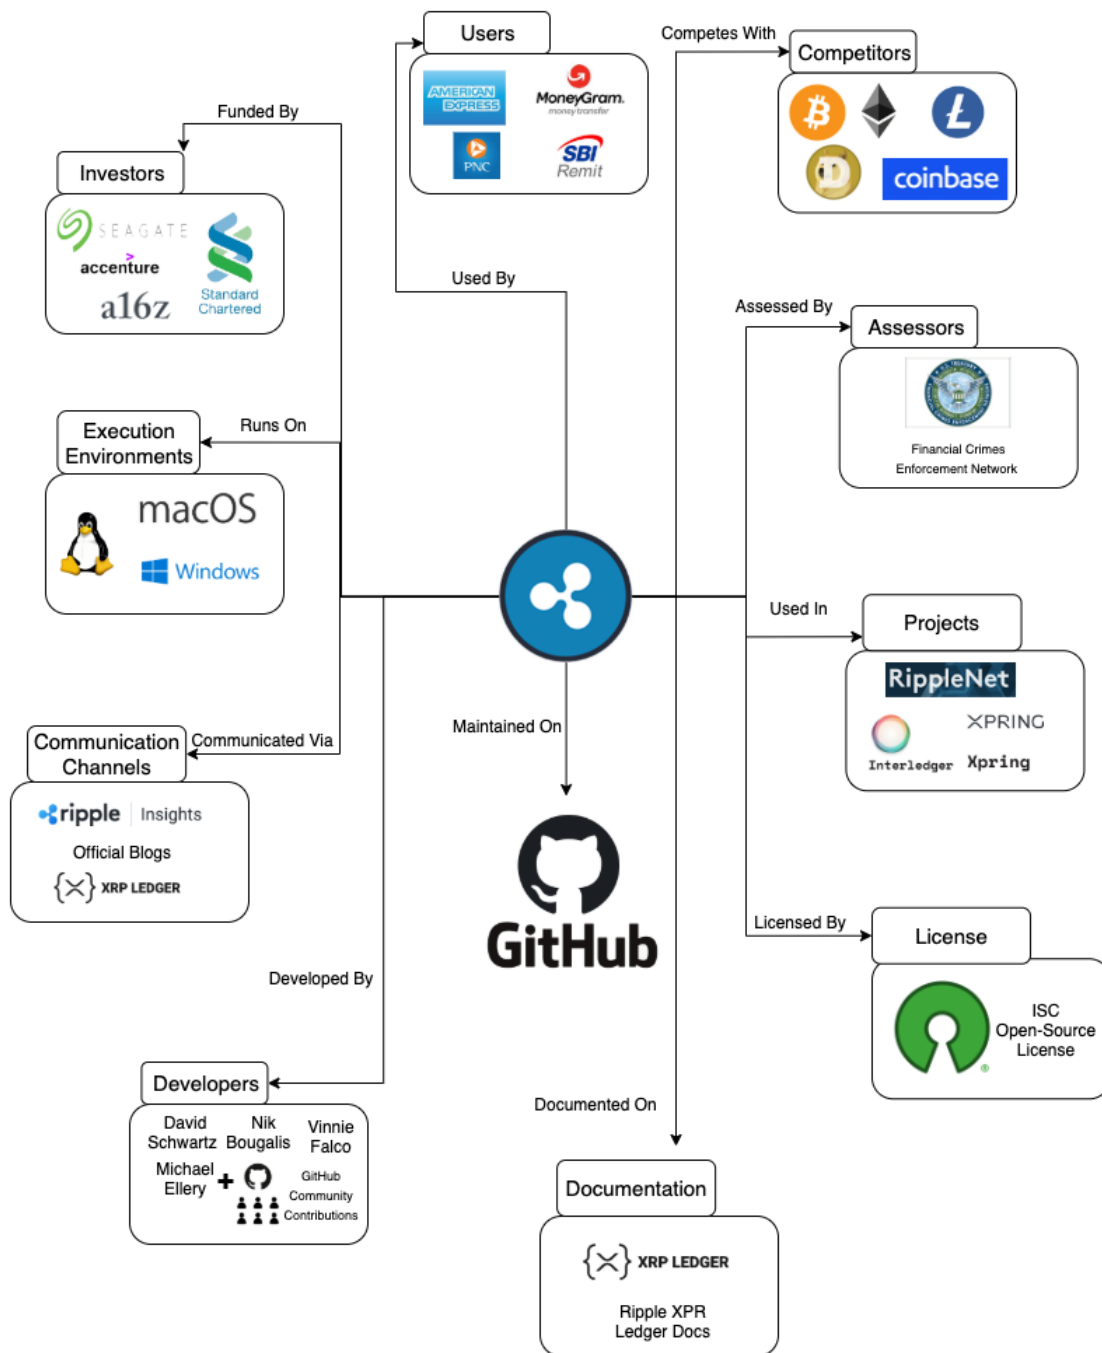 Users
AMERICAN
EXPRESS
MoneyGram.
money transfer
PNC
SBI
Remit
Used By
Competes With
Competitors
coinbase
Funded By
Investors
SEAGATE
accenture
a16z
Standard
Chartered
Assessed By
Assessors
Financial Crimes
Enforcement Network
Runs On
Execution
Environments
macOS
Windows
Used In
Projects
RippleNet
Interledger
XPRING
Xpring
Maintained On
GitHub
Communicated Via
Communication
Channels
ripple | Insights
Official Blogs
{X} XRP LEDGER
Licensed By
License
ISC
Open-Source
License
Developed By
Developers
David
Schwartz
Nik
Bougalis
Vinnie
Falco
Michael
Ellery
+
GitHub
Community
Contributions
Documented On
Documentation
{X} XRP LEDGER
Ripple XPR
Ledger Docs